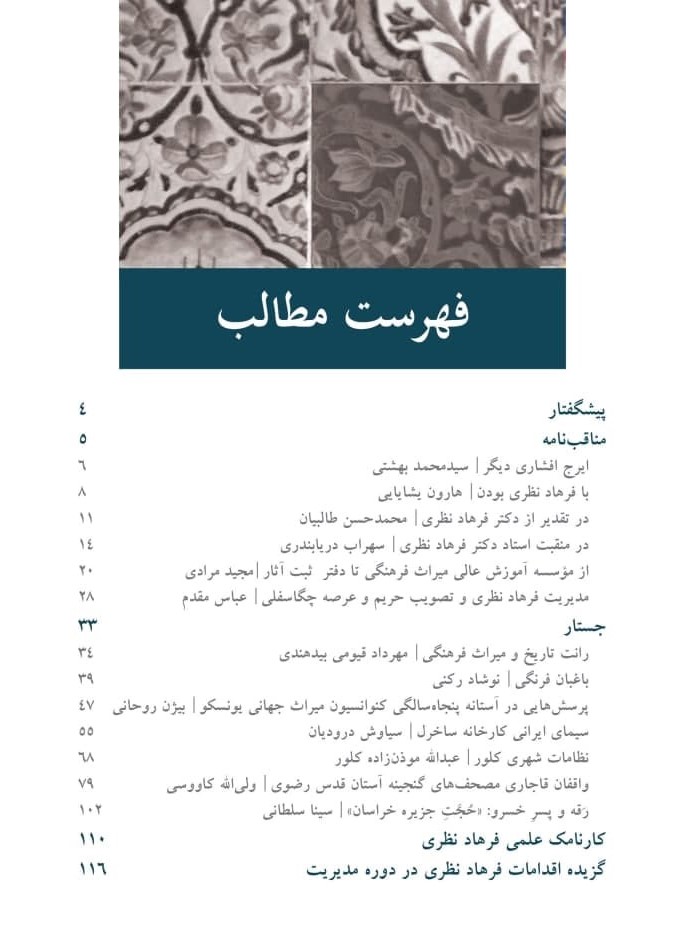 فهرست مطالب
پیشگفتار ٤
مناقب‌نامه ٥
ایرج افشاری دیگر | سیدمحمد بهشتی ٦
با فرهاد نظری بودن | هارون یشایایی ٨
در تقدیر از دکتر فرهاد نظری | محمدحسن طالبیان ١١
در منقبت استاد دکتر فرهاد نظری | سهراب دریابندری ١٤
از مؤسسه آموزش عالی میراث فرهنگی تا دفتر ثبت آثار | مجید مرادی ٢٠
مدیریت فرهاد نظری و تصویب حریم و عرصه چگاسفلی | عباس مقدم ٢٨
جستار ٣٣
رانت تاریخ و میراث فرهنگی | مهرداد قیومی بیدهندی ٣٤
باغبان فرنگی | نوشاد رکنی ٣٩
پرسش‌هایی در آستانه پنجاه‌سالگی کنوانسیون میراث جهانی یونسکو | بیژن روحانی ٤٧
سیمای ایرانی کارخانه ساخرل | سیاوش درودیان ٥٥
نظامات شهری کلور | عبدالله موذن‌زاده کلور ٦٨
واقفان قاجاری مصحف‌های گنجینه آستان قدس رضوی | ولی‌الله کاووسی ٧٩
رَقه و پسرِ خسرو: «حُجَّتِ جزیره خراسان» | سینا سلطانی ١٠٢
کارنامک علمی فرهاد نظری ١١٠
گزیده اقدامات فرهاد نظری در دوره مدیریت ١١٦